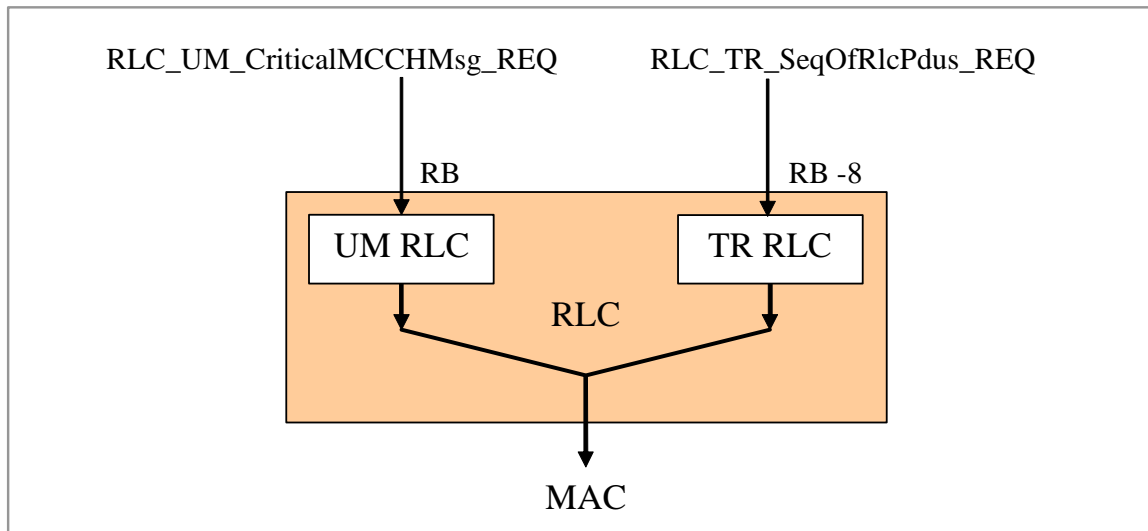 RLC_UM_CriticalMCCHMsg_REQ RLC_TR_SeqOfRlcPdus_REQ
RB RB -8
UM RLC TR RLC
RLC
MAC